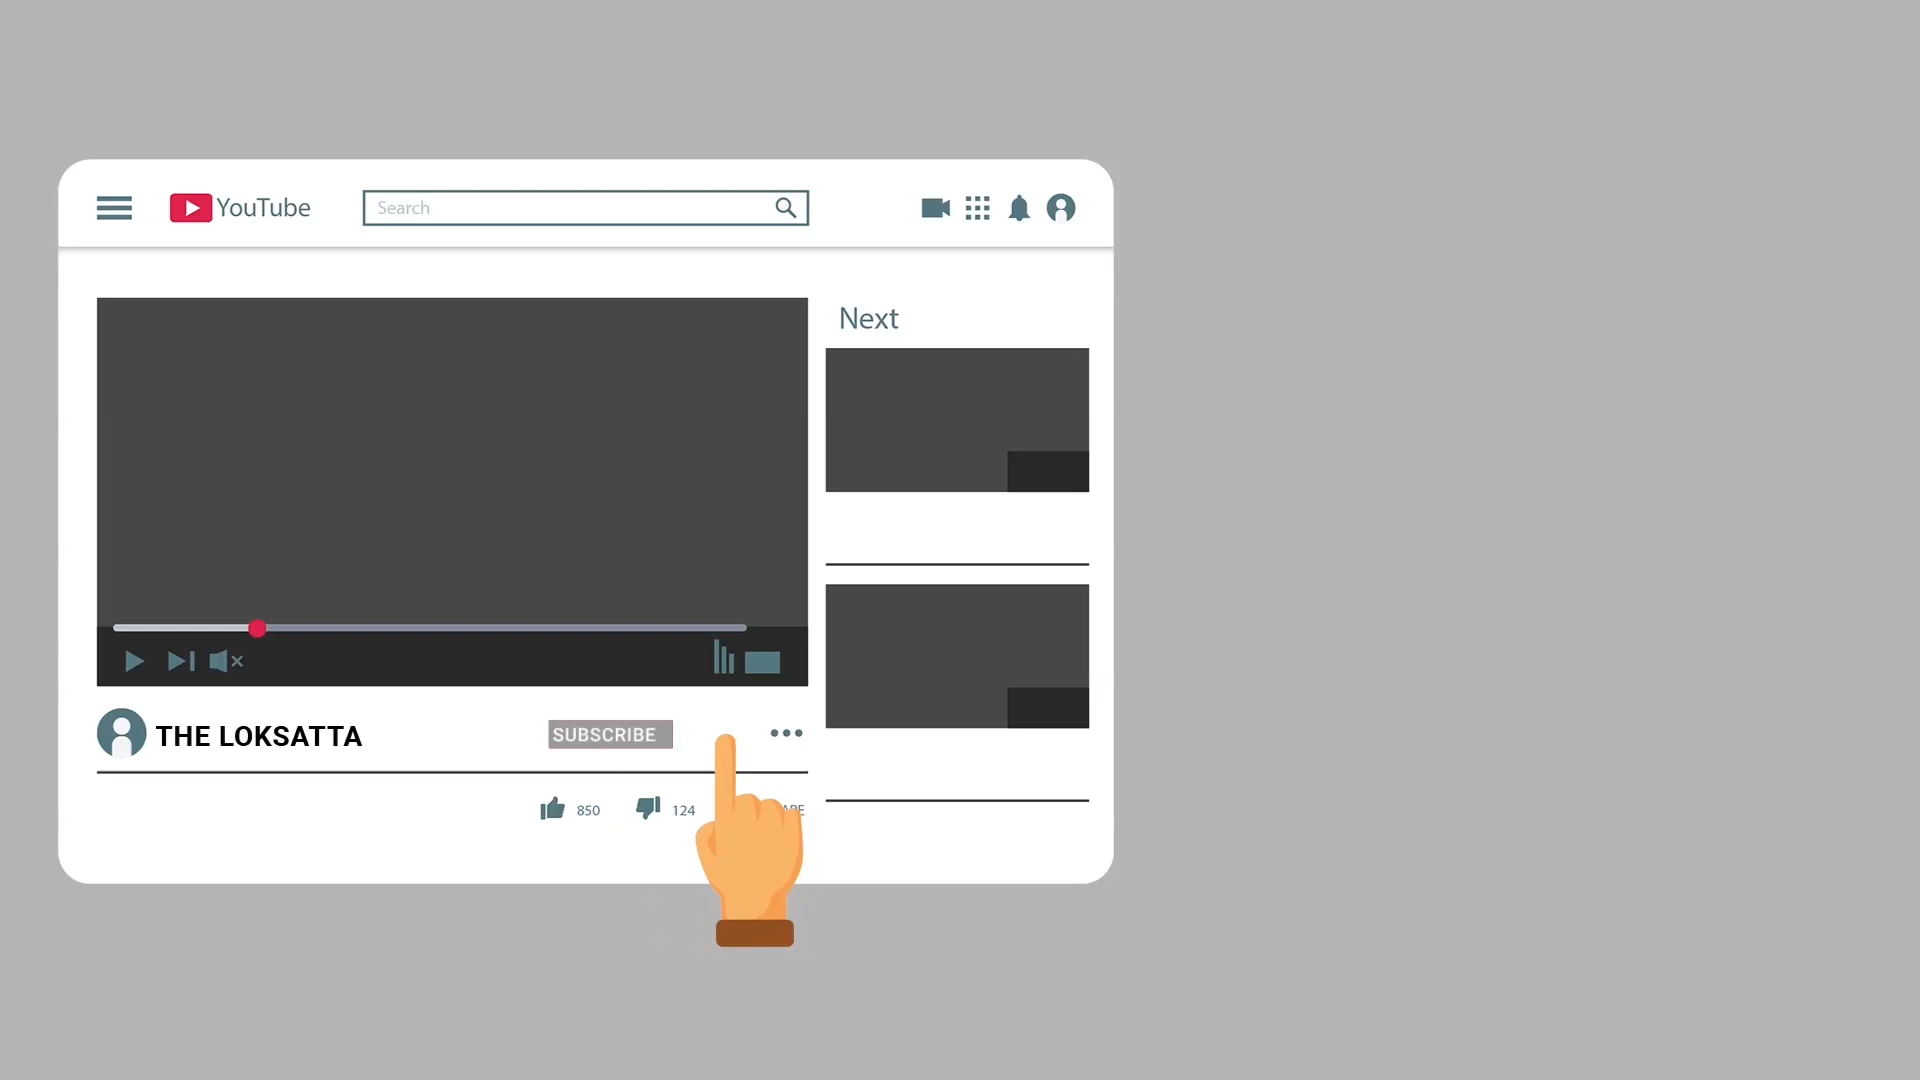 YouTube
Search
Next
THE LOKSATTA
SUBSCRIBE
850
124